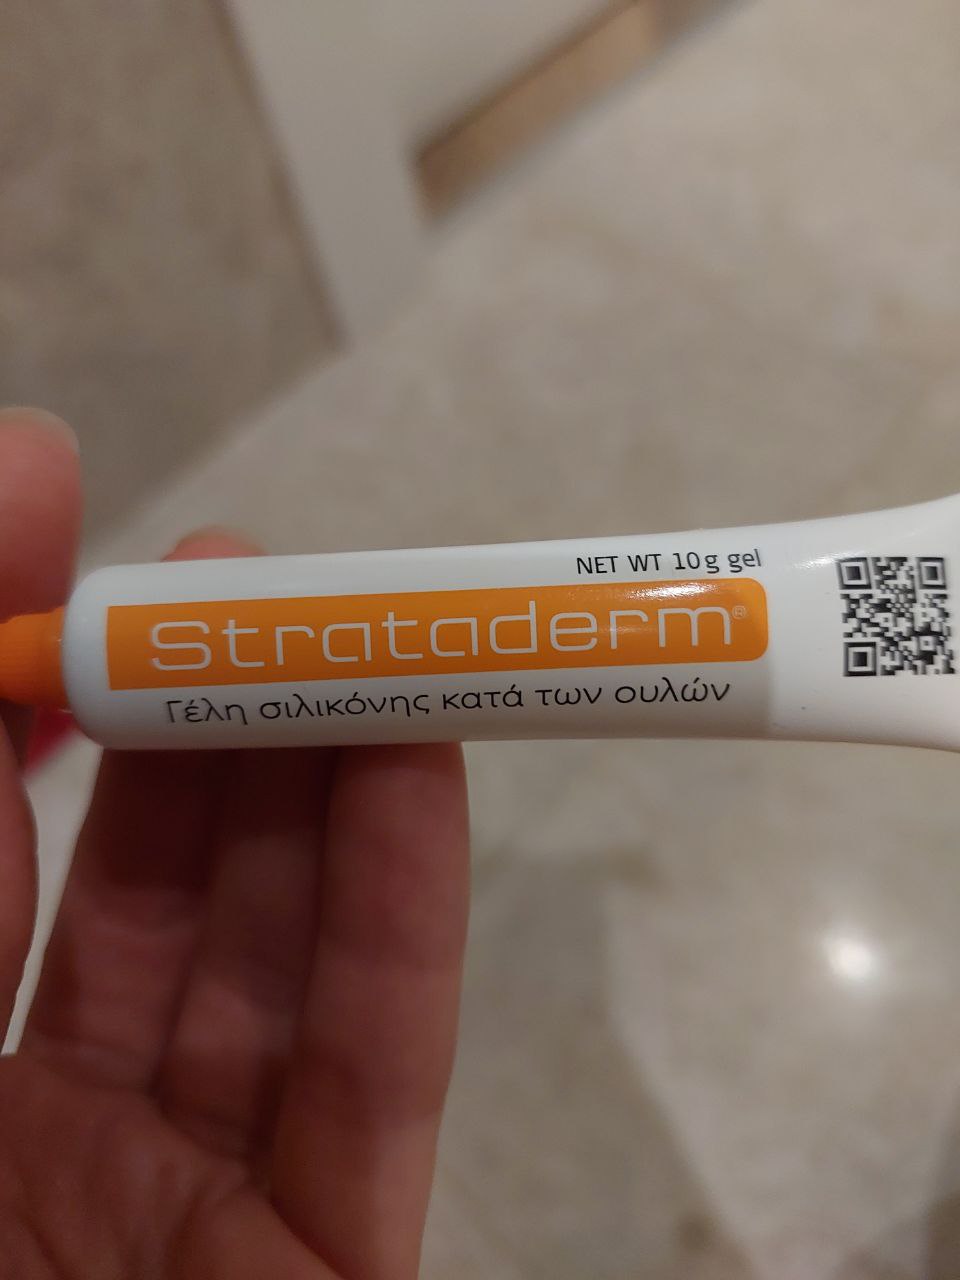 NET WT 10g gel
Strataderm®
Γέλη σιλικόνης κατά των ουλών